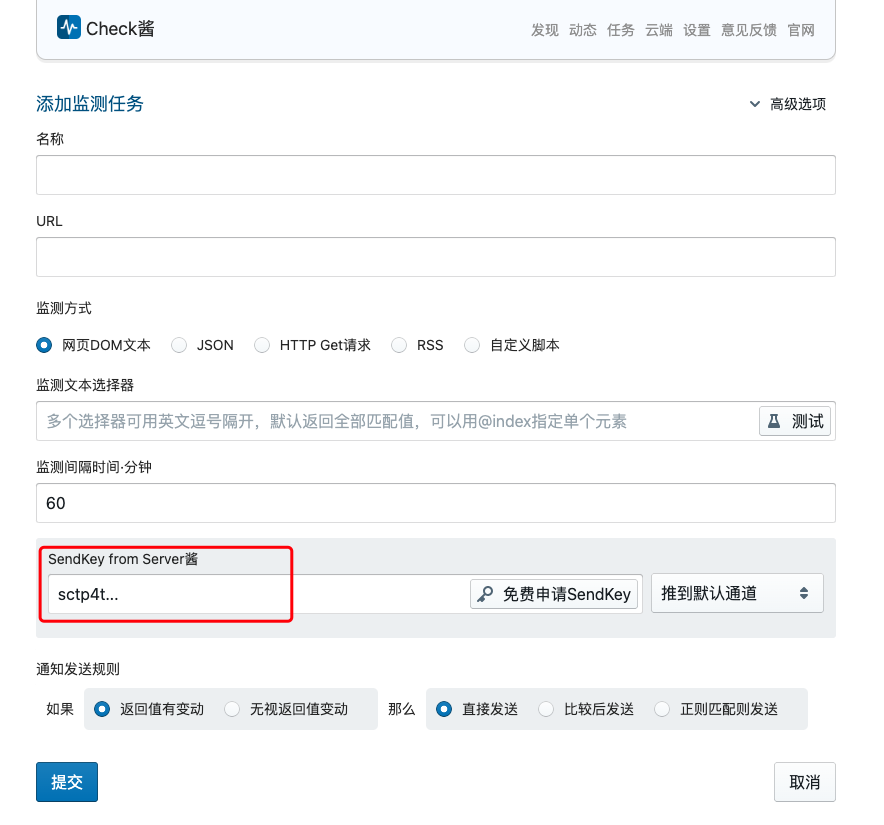 Check酱
发现 动态 任务 云端 设置 意见反馈 官网
添加监测任务 高级选项
名称
URL
监测方式
网页DOM文本 JSON HTTP Get请求 RSS 自定义脚本
监测文本选择器
多个选择器可用英文逗号隔开，默认返回全部匹配值，可以用@index指定单个元素 测试
监测间隔时间·分钟
60
SendKey from Server酱
sctp4t... 免费申请SendKey 推到默认通道
通知发送规则
如果 返回值有变动 无视返回值变动 那么 直接发送 比较后发送 正则匹配则发送
提交 取消